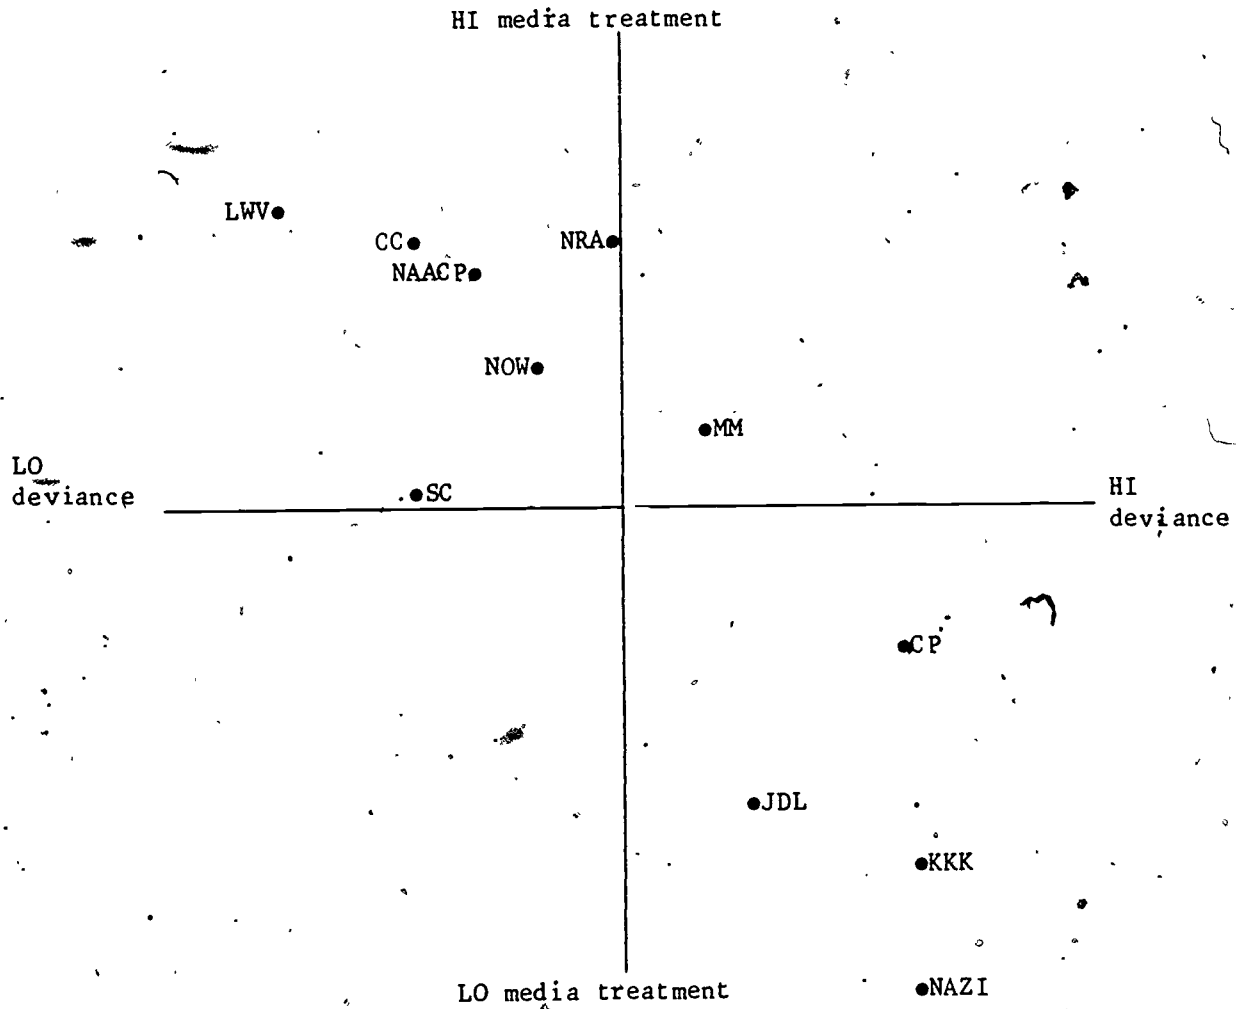 HI media treatment
LWV
CC
NRA
NAACP
NOW
MM
LO
deviance
SC
HI
deviance
CP
JDL
KKK
NAZI
LO media treatment